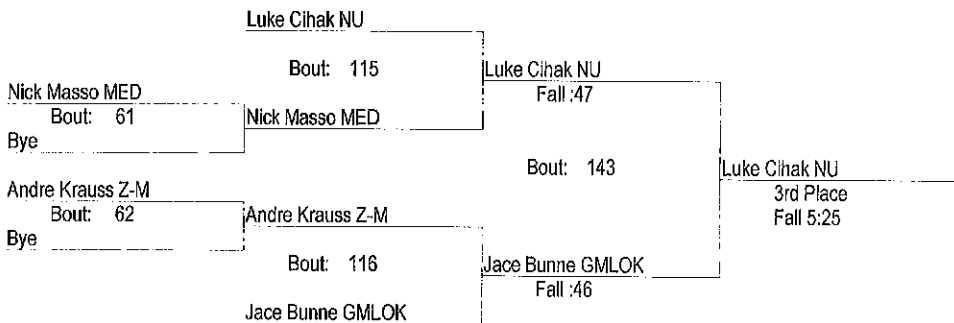 Luke Cihak NU
Bout: 115
Luke Cihak NU
Fall :47
Nick Masso MED
Bout: 61
Nick Masso MED
Bye
Bout: 143
Luke Cihak NU
3rd Place
Fall 5:25
Andre Krauss Z-M
Bout: 62
Andre Krauss Z-M
Bye
Bout: 116
Jace Bunne GMLOK
Fall :46
Jace Bunne GMLOK